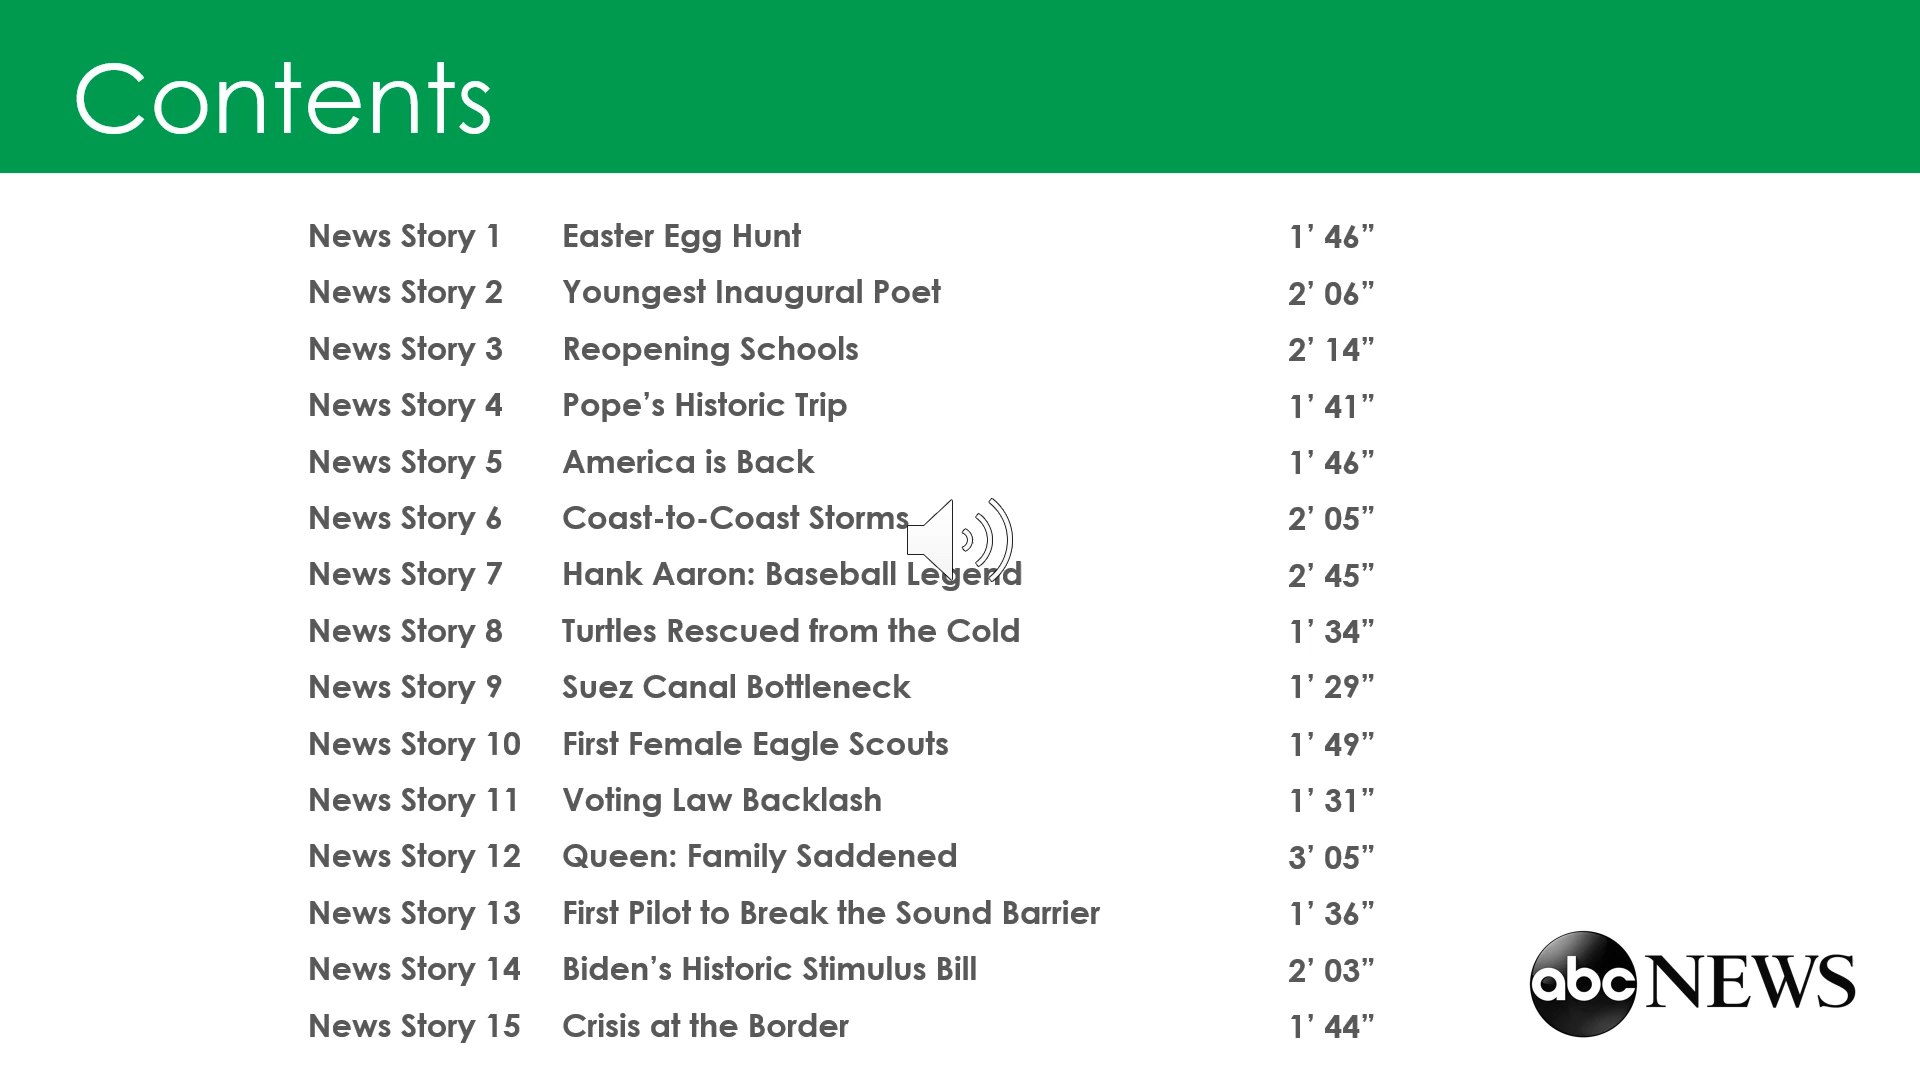 Contents
News Story 1 Easter Egg Hunt 1’ 46”
News Story 2 Youngest Inaugural Poet 2’ 06”
News Story 3 Reopening Schools 2’ 14”
News Story 4 Pope’s Historic Trip 1’ 41”
News Story 5 America is Back 1’ 46”
News Story 6 Coast-to-Coast Storms 2’ 05”
News Story 7 Hank Aaron: Baseball Legend 2’ 45”
News Story 8 Turtles Rescued from the Cold 1’ 34”
News Story 9 Suez Canal Bottleneck 1’ 29”
News Story 10 First Female Eagle Scouts 1’ 49”
News Story 11 Voting Law Backlash 1’ 31”
News Story 12 Queen: Family Saddened 3’ 05”
News Story 13 First Pilot to Break the Sound Barrier 1’ 36”
News Story 14 Biden’s Historic Stimulus Bill 2’ 03”
News Story 15 Crisis at the Border 1’ 44”
abc NEWS